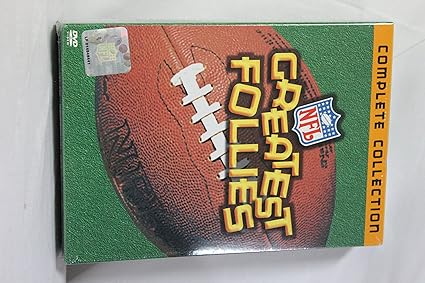 COMPLETE COLLECTION
NFL
GREATEST
FOLLIES
DVD